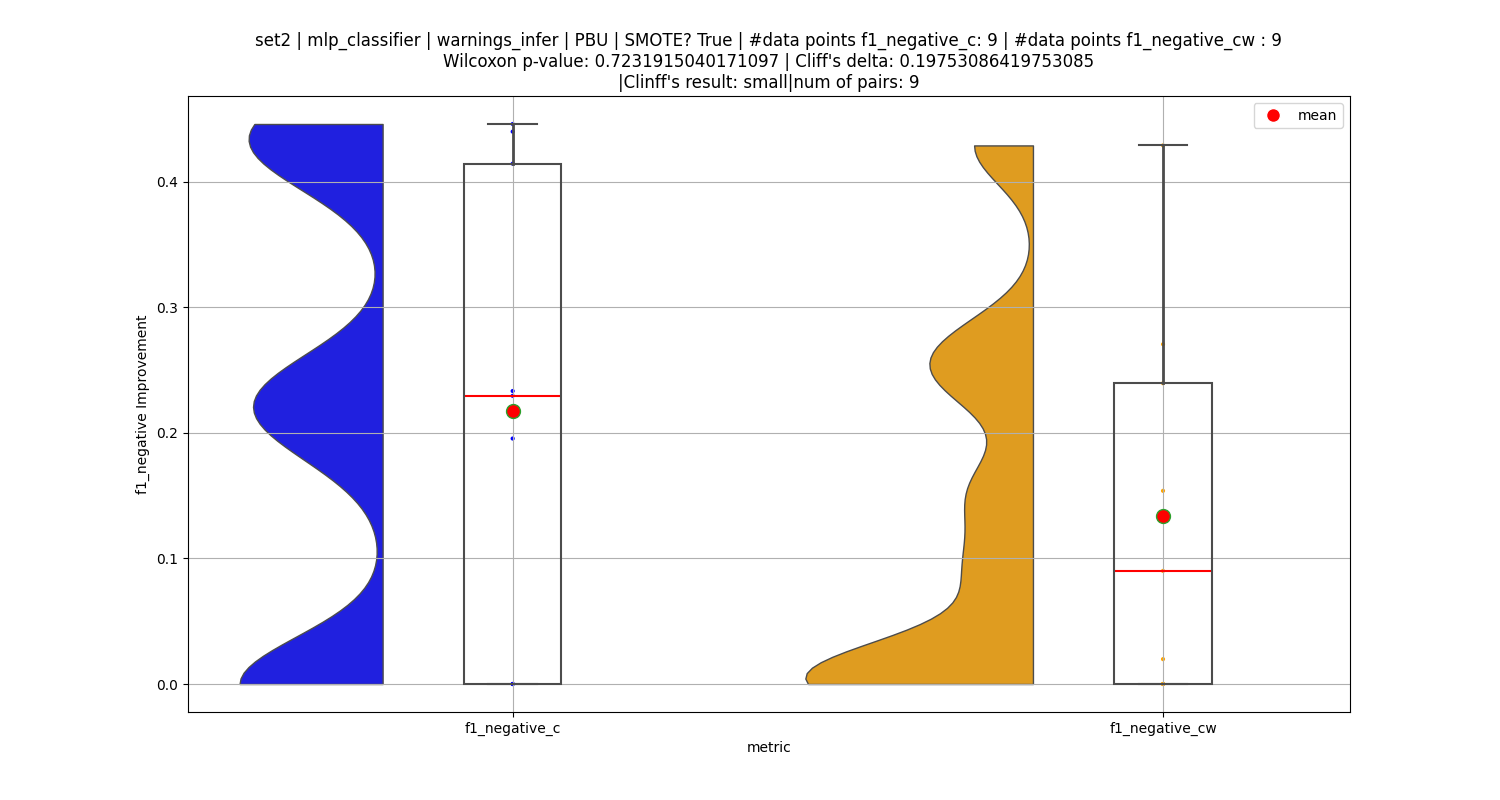 set2 | mlp_classifier | warnings_infer | PBU | SMOTE? True | #data points f1_negative_c: 9 | #data points f1_negative_cw : 9
Wilcoxon p-value: 0.7231915040171097 | Cliff's delta: 0.19753086419753085
|Clinff's result: small|num of pairs: 9
mean
0.4
0.3
0.2
0.1
0.0
f1_negative Improvement
f1_negative_c
f1_negative_cw
metric